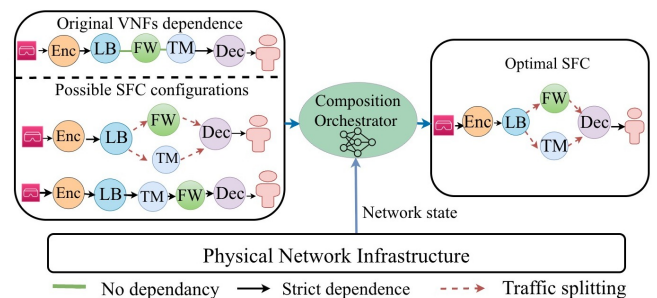 Original VNFs dependence
Enc LB FW TM Dec
Possible SFC configurations
Enc LB FW TM Dec
Enc LB TM FW Dec
Composition
Orchestrator
Optimal SFC
Enc LB FW TM Dec
Network state
Physical Network Infrastructure
No dependancy Strict dependence Traffic splitting